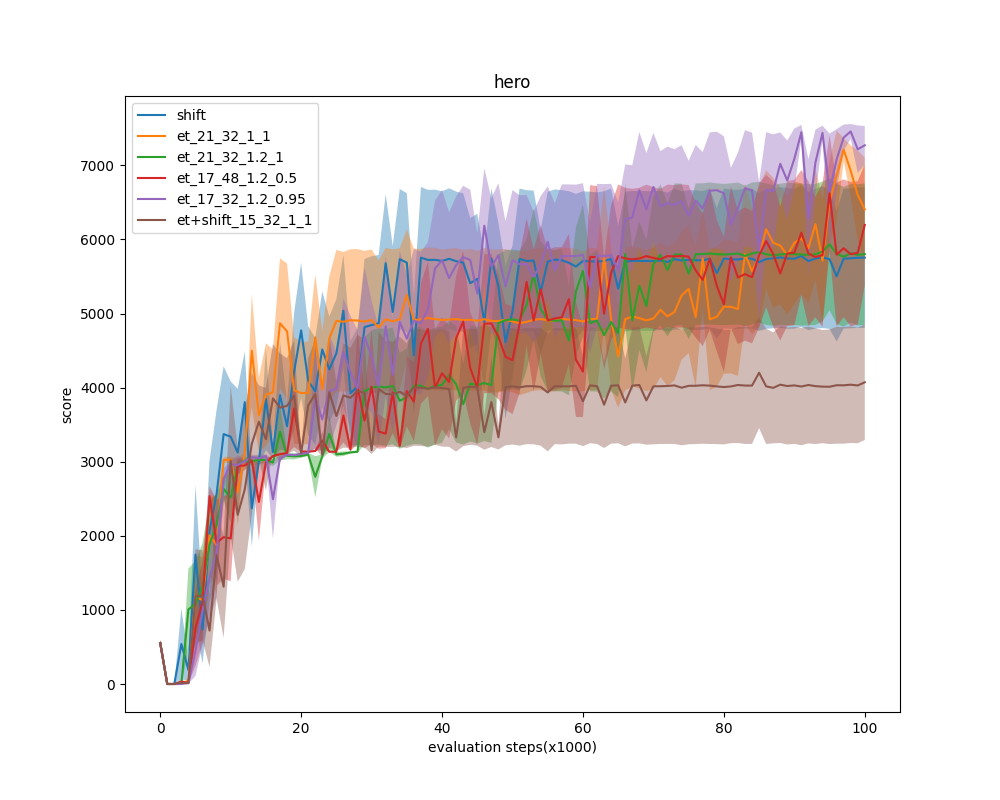 hero
shift
et_21_32_1_1
et_21_32_1.2_1
et_17_48_1.2_0.5
et_17_32_1.2_0.95
et+shift_15_32_1_1
score
7000
6000
5000
4000
3000
2000
1000
0
0 20 40 60 80 100
evaluation steps(x1000)